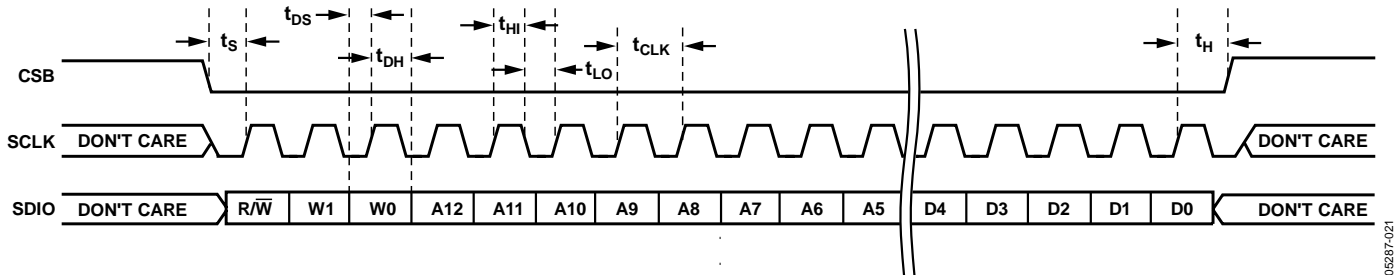 tDS
tS
tHI
tCLK
tH
tDH
tLO
CSB
SCLK DON'T CARE DON'T CARE
SDIO DON'T CARE R/W̅ W1 W0 A12 A11 A10 A9 A8 A7 A6 A5 D4 D3 D2 D1 D0 DON'T CARE
05287-021